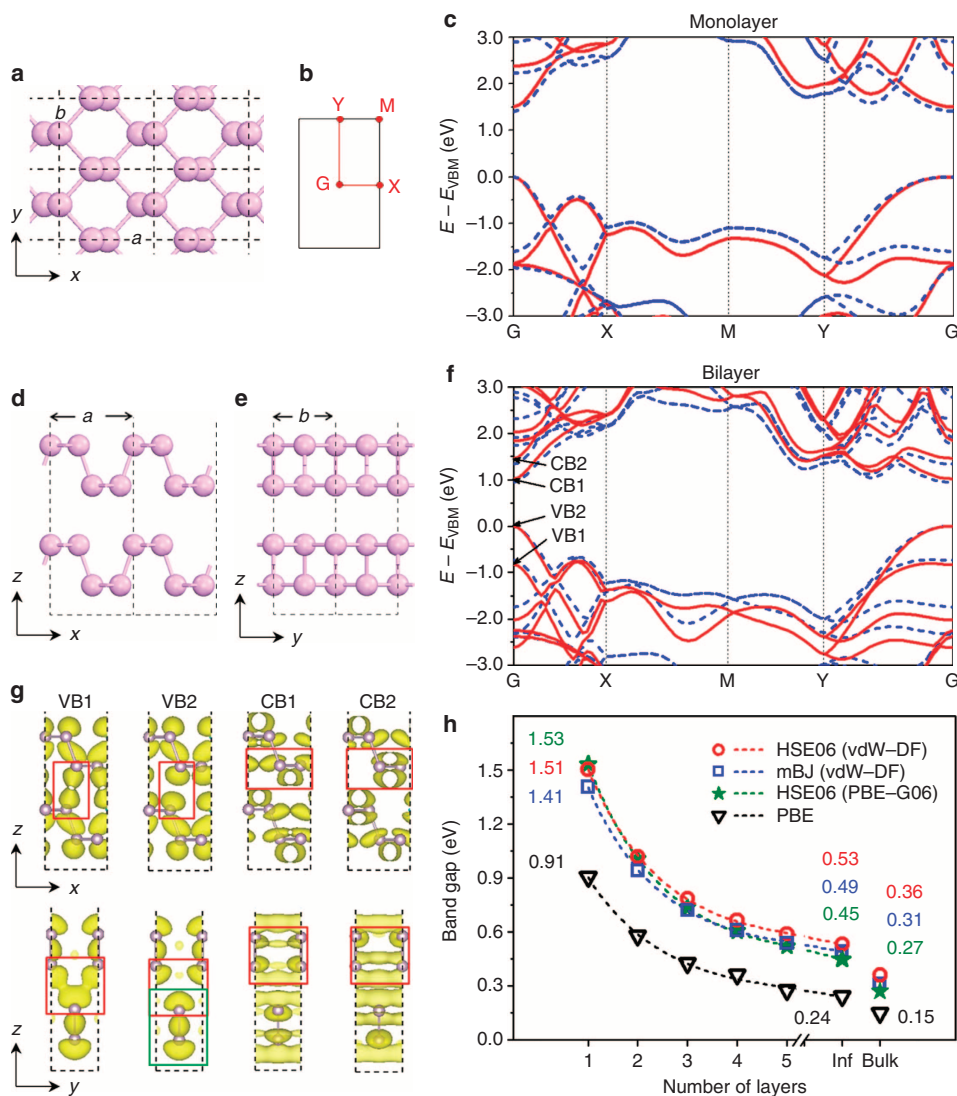 a
b
a
y
x
b
Y
M
G
X
c
Monolayer
E – E_VBM (eV)
3.0
2.0
1.0
0.0
–1.0
–2.0
–3.0
G X M Y G
d
a
z
x
e
b
z
y
f
Bilayer
E – E_VBM (eV)
3.0
2.0
1.0
0.0
–1.0
–2.0
–3.0
CB2
CB1
VB2
VB1
G X M Y G
g
VB1 VB2 CB1 CB2
z
x
z
y
h
Band gap (eV)
1.5
1.2
0.9
0.6
0.3
0.0
1.53
1.51
1.41
0.91
HSE06 (vdW–DF)
mBJ (vdW–DF)
HSE06 (PBE–G06)
PBE
0.53
0.49
0.45
0.36
0.31
0.27
0.24
0.15
1 2 3 4 5 Inf Bulk
Number of layers